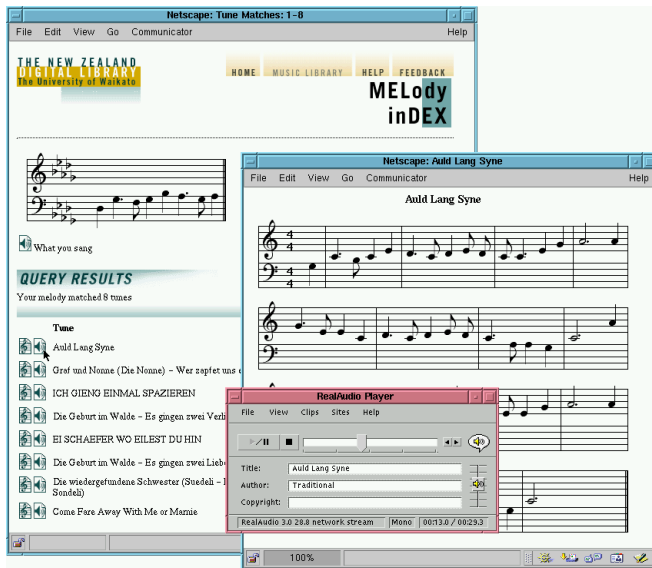 Netscape: Tune Matches: 1-8
File Edit View Go Communicator Help
THE NEW ZEALAND
DIGITAL LIBRARY
The University of Waikato
HOME MUSIC LIBRARY HELP FEEDBACK
MELody
inDEX
What you sang
QUERY RESULTS
Your melody matched 8 tunes
Tune
Auld Lang Syne
Graf und Nonne (Die Nonne) - Wer zapfet uns
ICH GIENG EINMAL SPAZIEREN
Die Geburt im Walde - Es gingen zwei Verli
EI SCHAEFER WO EILEST DU HIN
Die Geburt im Walde - Es gingen zwei Liebe
Die wiedergefundene Schwester (Suedeli -
Sondeli)
Come Fare Away With Me or Marnie
Netscape: Auld Lang Syne
File Edit View Go Communicator Help
Auld Lang Syne
4
4
4
4
RealAudio Player
File View Clips Sites Help
Title: Auld Lang Syne
Author: Traditional
Copyright:
RealAudio 3.0 28.8 network stream Mono 00:13.0 / 00:29.3
100%